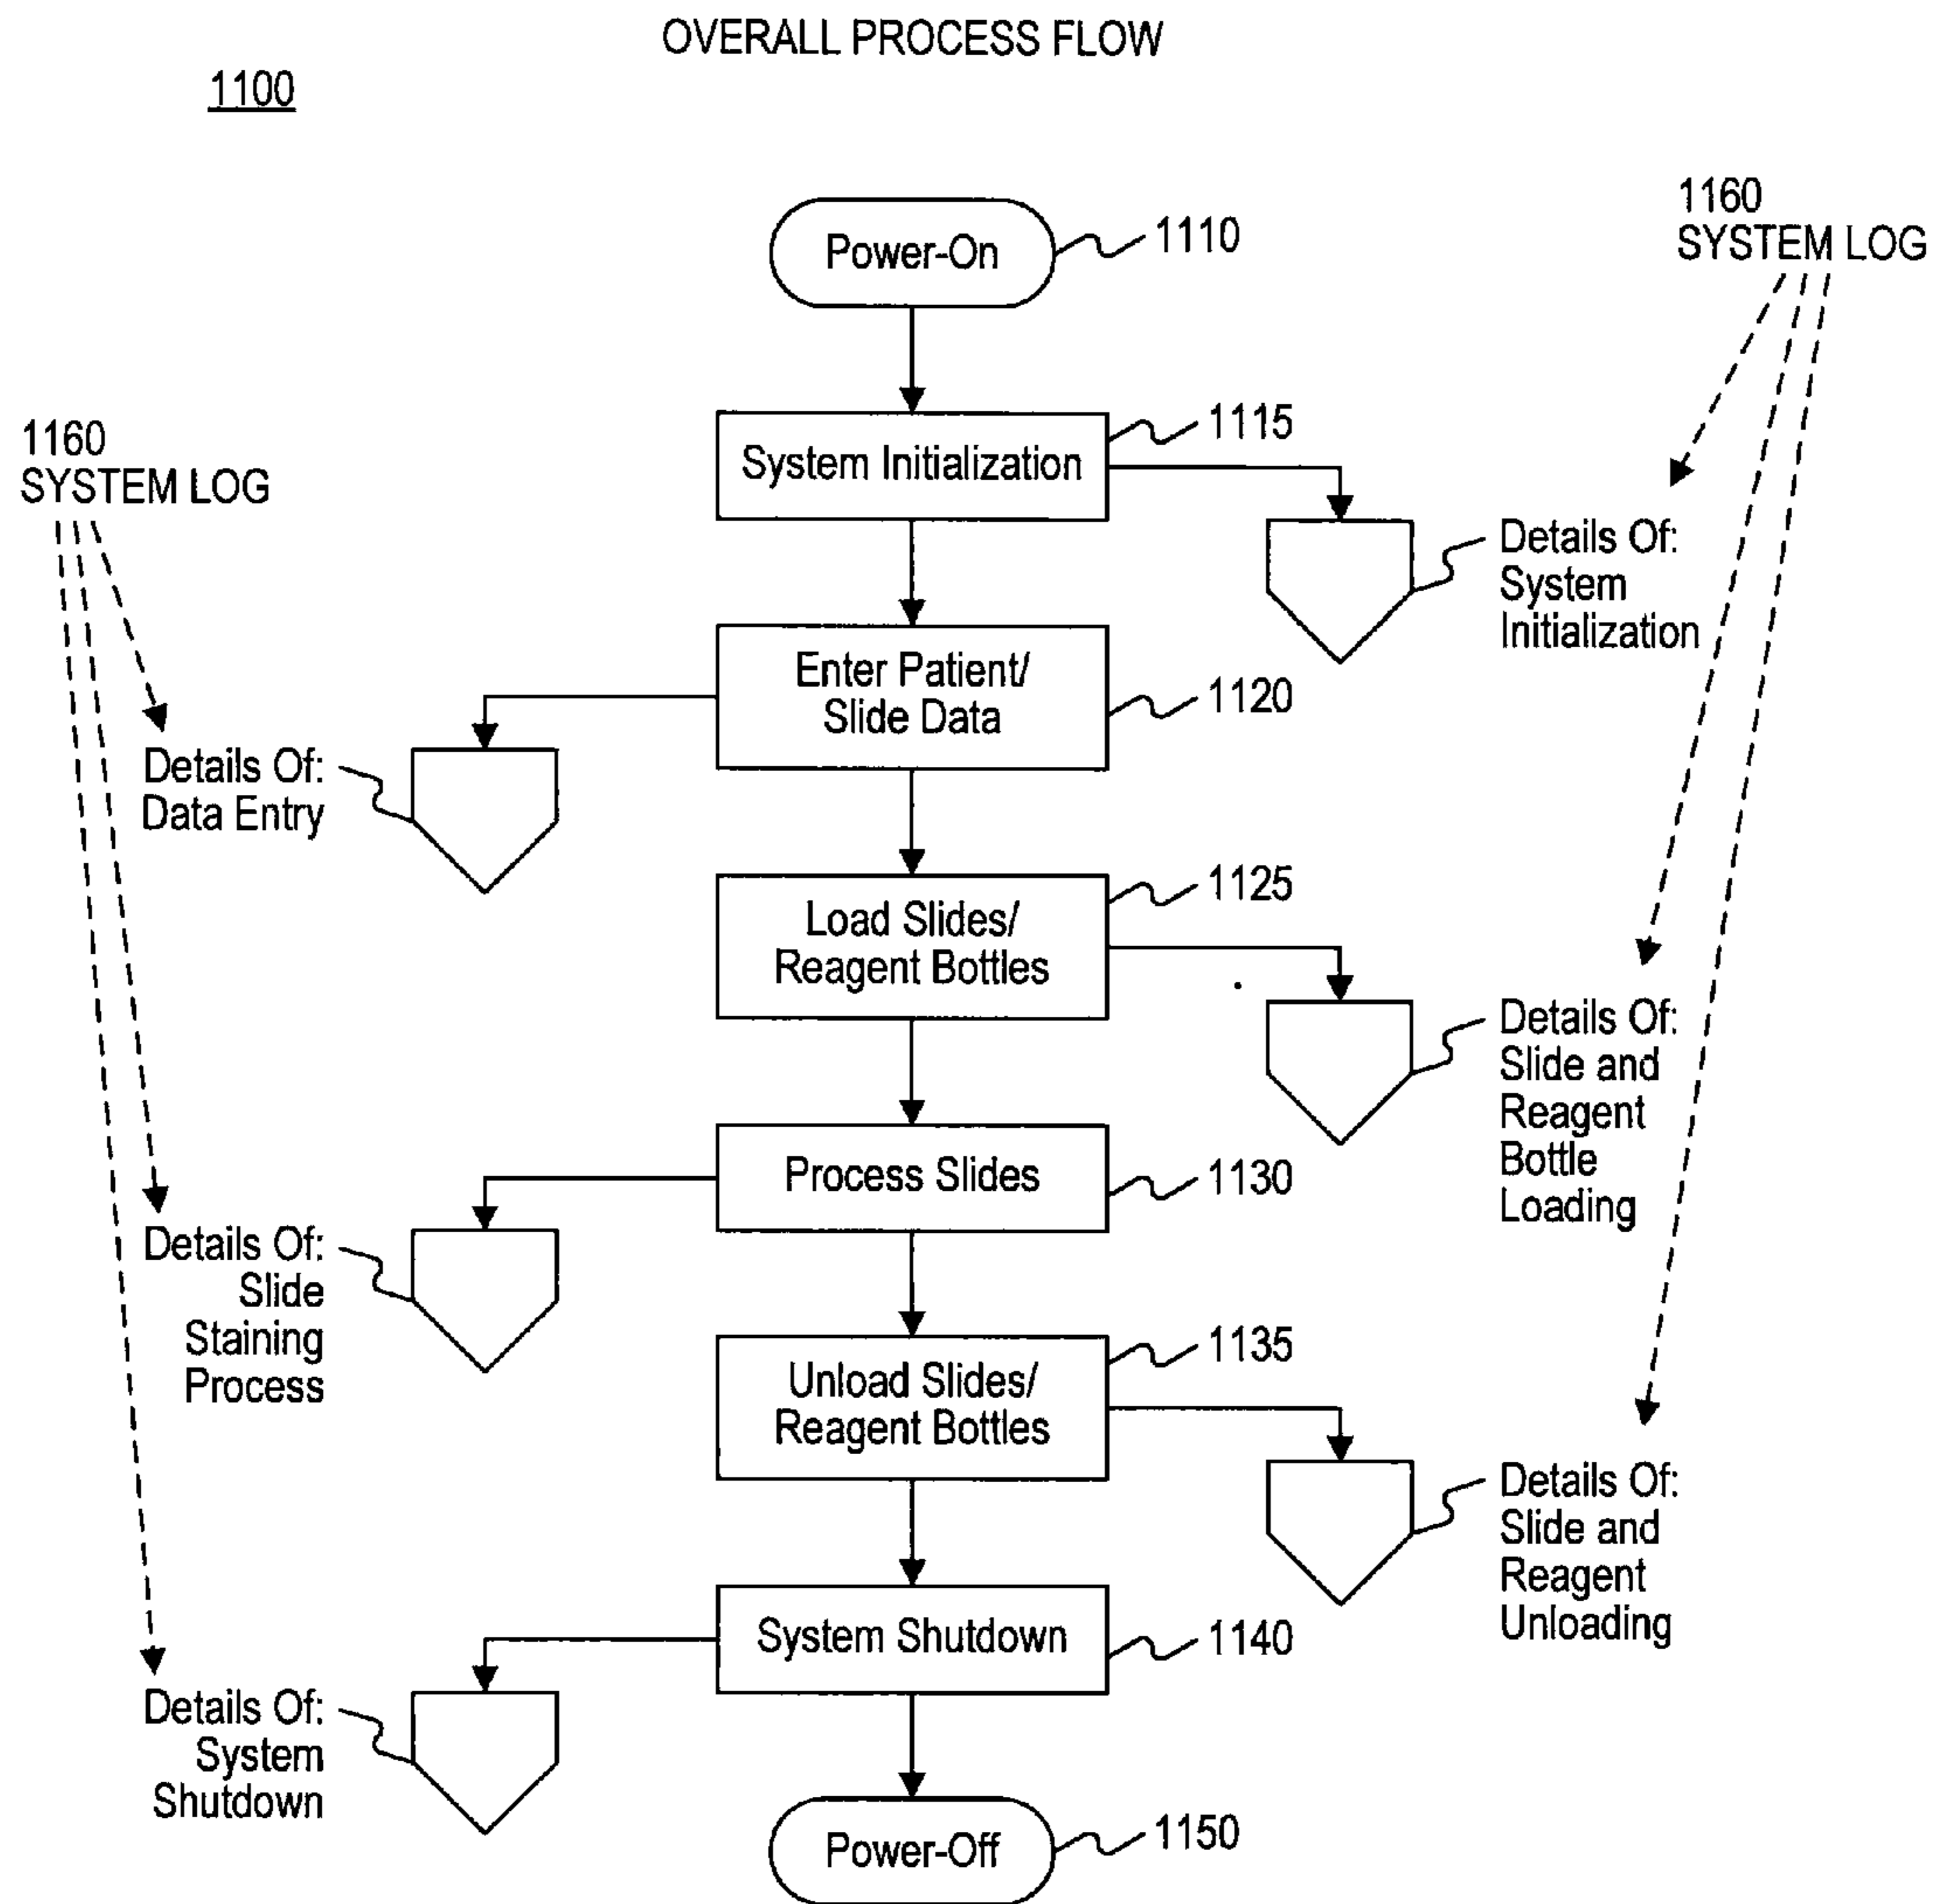 OVERALL PROCESS FLOW
1100
Power-On
1110
1160
SYSTEM LOG
System Initialization
1115
1160
SYSTEM LOG
Details Of:
System
Initialization
Enter Patient/
Slide Data
1120
Details Of:
Data Entry
Load Slides/
Reagent Bottles
1125
Details Of:
Slide and
Reagent
Bottle
Loading
Process Slides
1130
Details Of:
Slide
Staining
Process
Unload Slides/
Reagent Bottles
1135
Details Of:
Slide and
Reagent
Unloading
System Shutdown
1140
Details Of:
System
Shutdown
Power-Off
1150